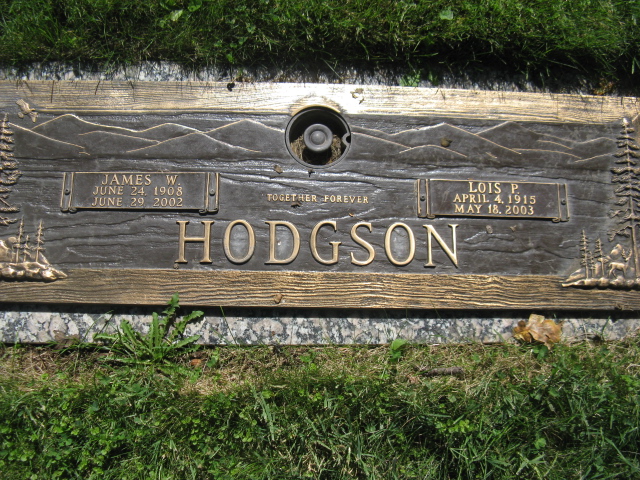 JAMES W.
JUNE 24 1908
JUNE 29 2002
TOGETHER FOREVER
LOIS P.
APRIL 4, 1915
MAY 18, 2003
HODGSON